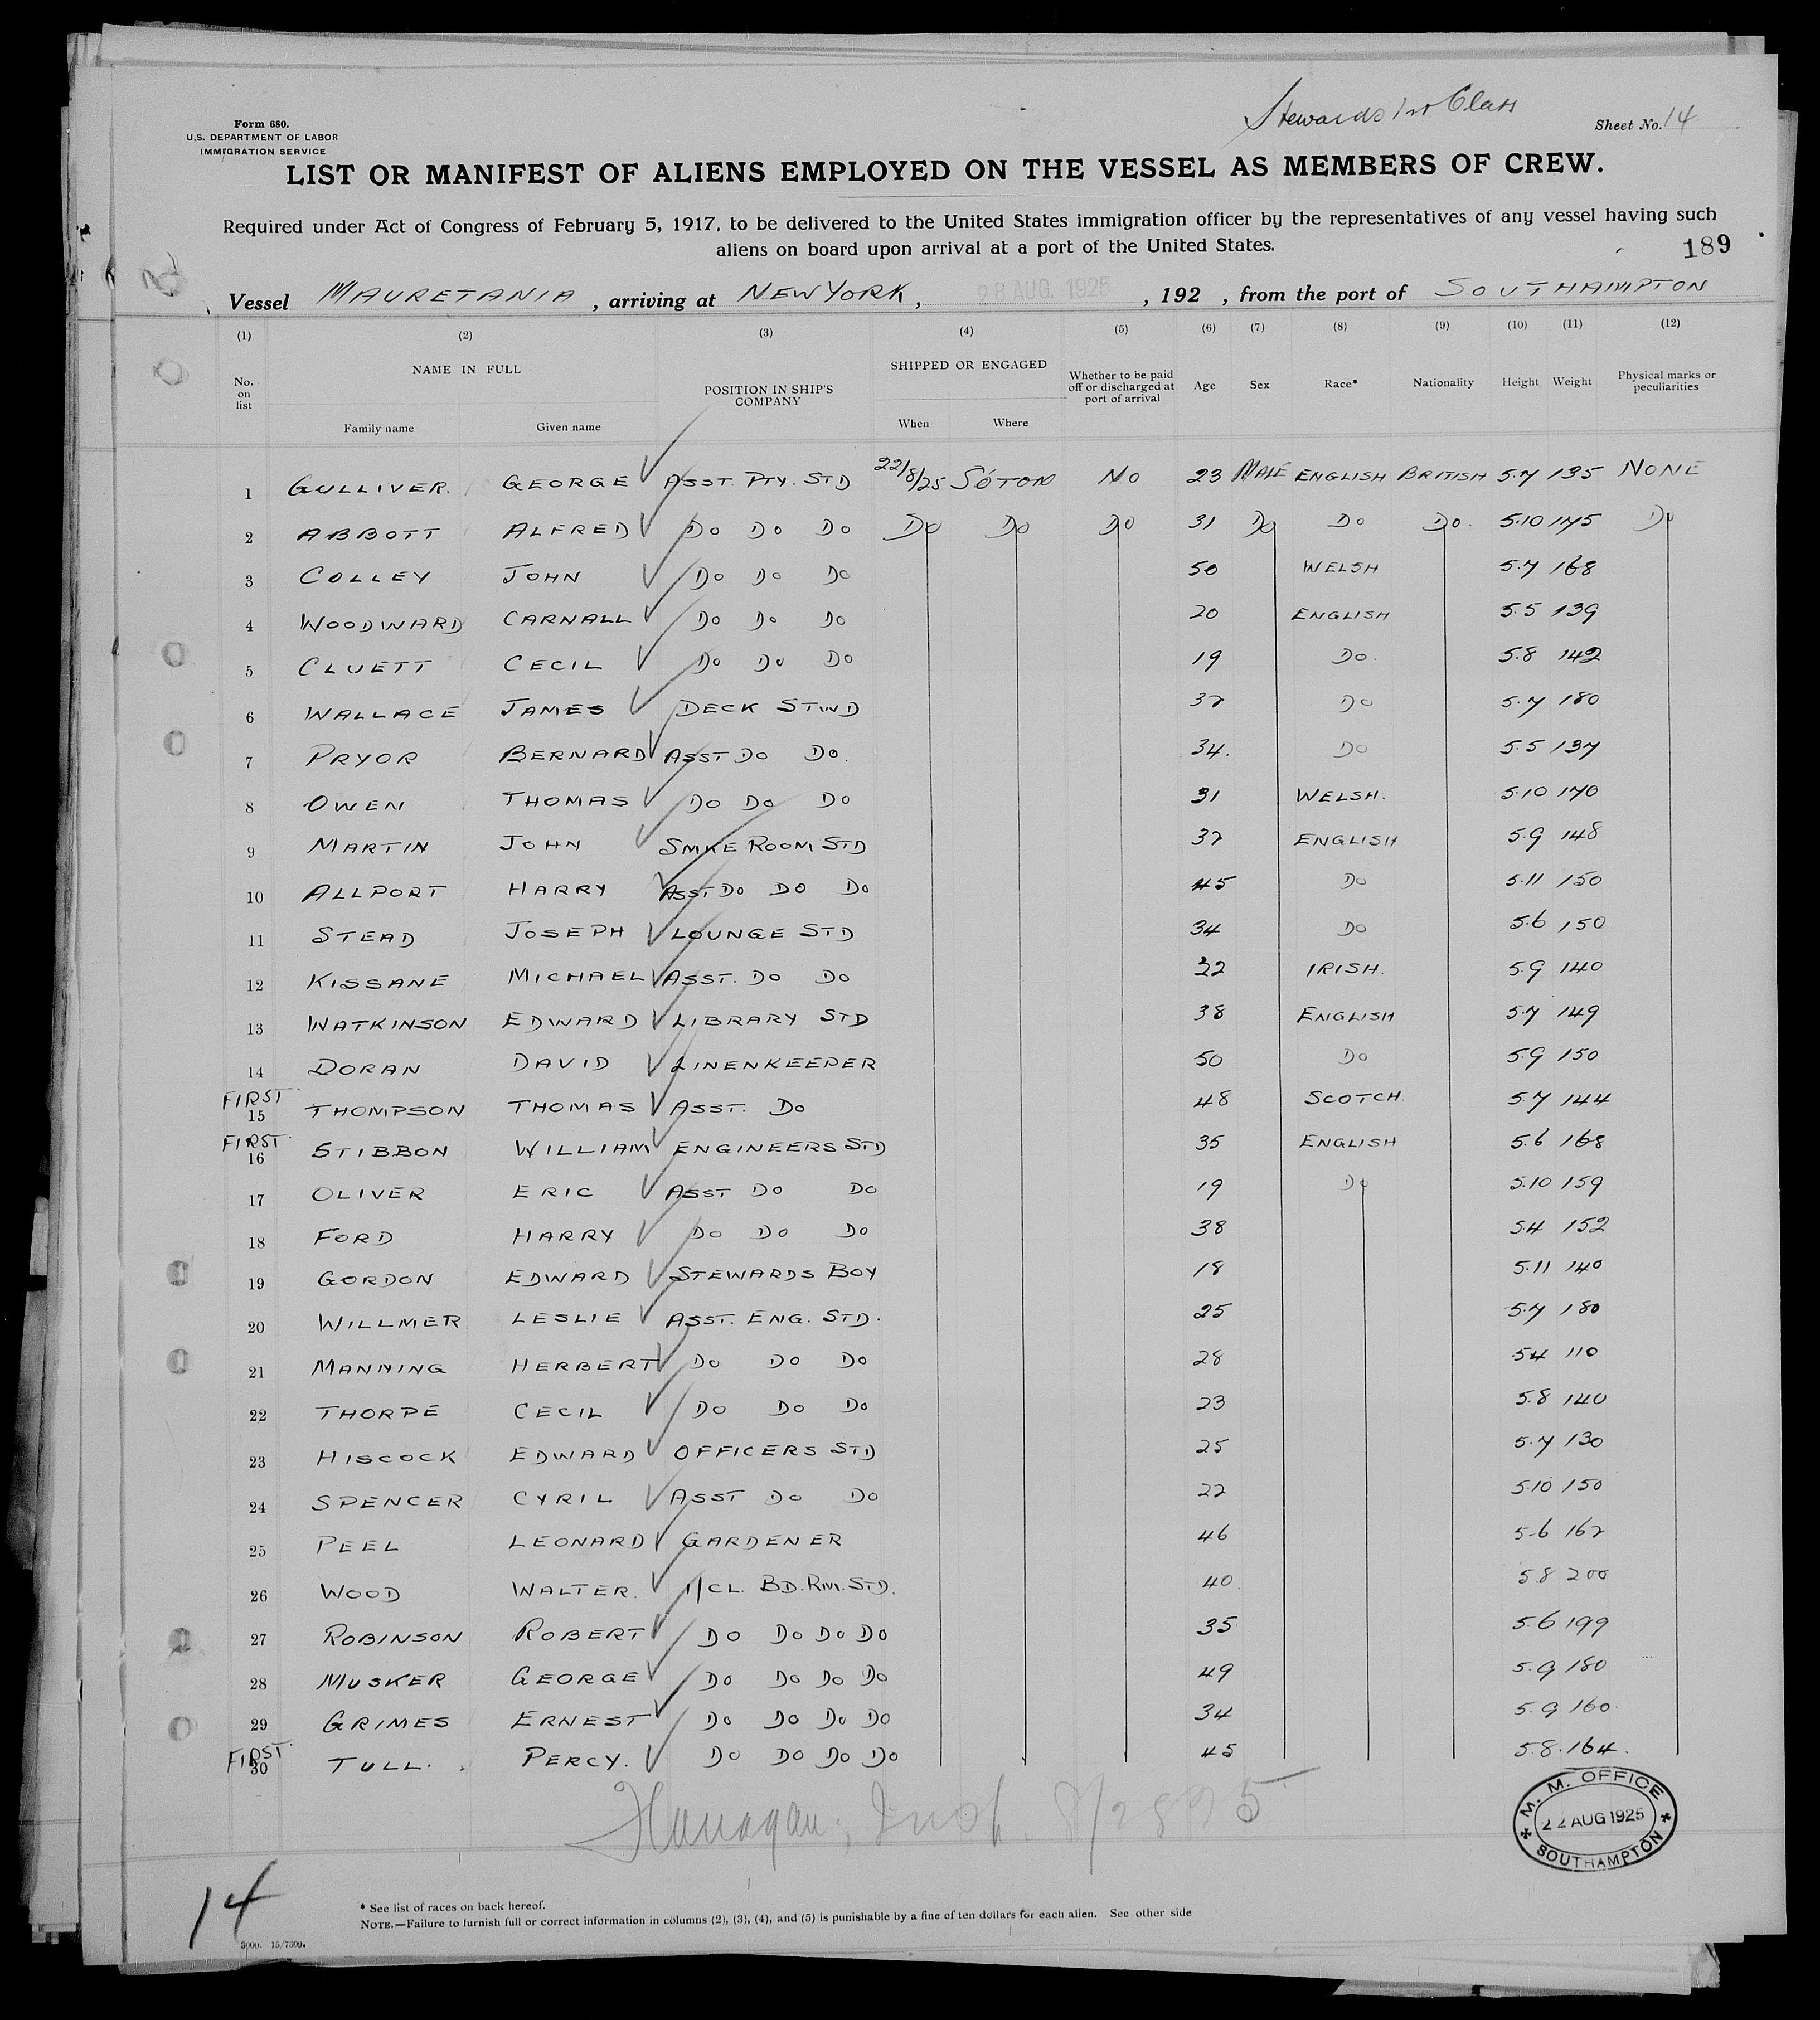 Stewards 1st Class
Form 680.
U.S. DEPARTMENT OF LABOR
IMMIGRATION SERVICE
Sheet No. 14
LIST OR MANIFEST OF ALIENS EMPLOYED ON THE VESSEL AS MEMBERS OF CREW.
Required under Act of Congress of February 5, 1917, to be delivered to the United States immigration officer by the representatives of any vessel having such
aliens on board upon arrival at a port of the United States.
189
Vessel MAURETANIA, arriving at NEW YORK, 28 AUG. 1925, 192 , from the port of SOUTHAMPTON
(1) (2) (3) (4) (5) (6) (7) (8) (9) (10) (11) (12)
No. on list NAME IN FULL Family name Given name POSITION IN SHIP'S COMPANY SHIPPED OR ENGAGED When Where Whether to be paid off or discharged at port of arrival Age Sex Race* Nationality Height Weight Physical marks or peculiarities
1 GULLIVER. GEORGE ASST. PTY. STD 22/8/25 S'OTON NO 23 MALE ENGLISH BRITISH 5.7 135 NONE
2 ABBOTT ALFRED DO DO DO DO DO DO 31 DO DO DO. 5.10 175 DO
3 COLLEY JOHN DO DO DO 50 WELSH 5.7 168
4 WOODWARD CARNALL DO DO DO 20 ENGLISH 5.5 139
5 CLUETT CECIL DO DO DO 19 DO. 5.8 142
6 WALLACE JAMES DECK STWD 32 DO 5.7 180
7 PRYOR BERNARD ASST DO DO. 34. DO 5.5 137
8 OWEN THOMAS DO DO DO 31 WELSH. 5.10 170
9 MARTIN JOHN SMKE ROOM STD 32 ENGLISH 5.9 148
10 ALLPORT HARRY ASST DO DO DO 45 DO 5.11 150
11 STEAD JOSEPH LOUNGE STD 34 DO 5.6 150
12 KISSANE MICHAEL ASST. DO DO 32 IRISH. 5.9 140
13 WATKINSON EDWARD LIBRARY STD 38 ENGLISH 5.7 149
14 DORAN DAVID LINENKEEPER 50 DO 5.9 150
FIRST
15 THOMPSON THOMAS ASST. DO 48 SCOTCH. 5.7 144
FIRST.
16 STIBBON WILLIAM ENGINEERS STD 35 ENGLISH 5.6 168
17 OLIVER ERIC ASST DO DO 19 DO 5.10 159
18 FORD HARRY DO DO DO 38 5.4 152
19 GORDON EDWARD STEWARDS BOY 18 5.11 140
20 WILLMER LESLIE ASST. ENG. STD. 25 5.7 180
21 MANNING HERBERT DO DO DO 28 5.4 110
22 THORPE CECIL DO DO DO 23 5.8 140
23 HISCOCK EDWARD OFFICERS STD 25 5.7 130
24 SPENCER CYRIL ASST DO DO 22 5.10 150
25 PEEL LEONARD GARDENER 46 5.6 162
26 WOOD WALTER. 1/CL. BD. RM. STD. 40. 5.8 200
27 ROBINSON ROBERT DO DO DO DO 35 5.6 199
28 MUSKER GEORGE DO DO DO DO 49 5.9 180
29 GRIMES ERNEST DO DO DO DO 34 5.9 160.
FIRST.
30 TULL. PERCY. DO DO DO DO 45 5.8. 164.
8/28/25
M. M. OFFICE
22 AUG 1925
SOUTHAMPTON
14
* See list of races on back hereof.
NOTE.—Failure to furnish full or correct information in columns (2), (3), (4), and (5) is punishable by a fine of ten dollars for each alien. See other side
3000. 15/7309.